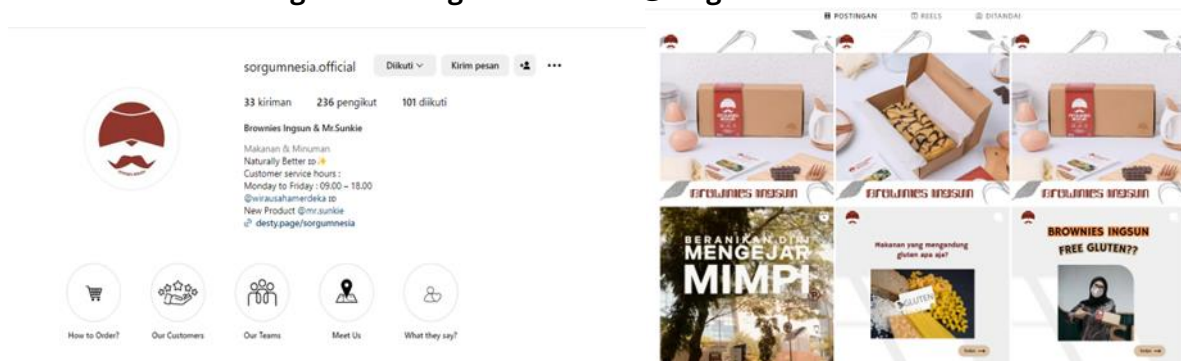 sorgumnesia.official Diikuti Kirim pesan
33 kiriman 236 pengikut 101 diikuti
Brownies Ingsun & Mr.Sunkie
Makanan & Minuman
Naturally Better
Customer service hours :
Monday to Friday : 09.00 – 18.00
@wirausahamerdeka
New Product @mr.sunkie
desty.page/sorgumnesia
How to Order? Our Customers Our Teams Meet Us What they say?
POSTINGAN REELS DITANDAI
BROWNIES INGSUN
BROWNIES INGSUN
BROWNIES INGSUN
BERANIKAN DIRI
MENGEJAR
MIMPI
Makanan yang mengandung
gluten apa aja?
GLUTEN
BROWNIES INGSUN
FREE GLUTEN??